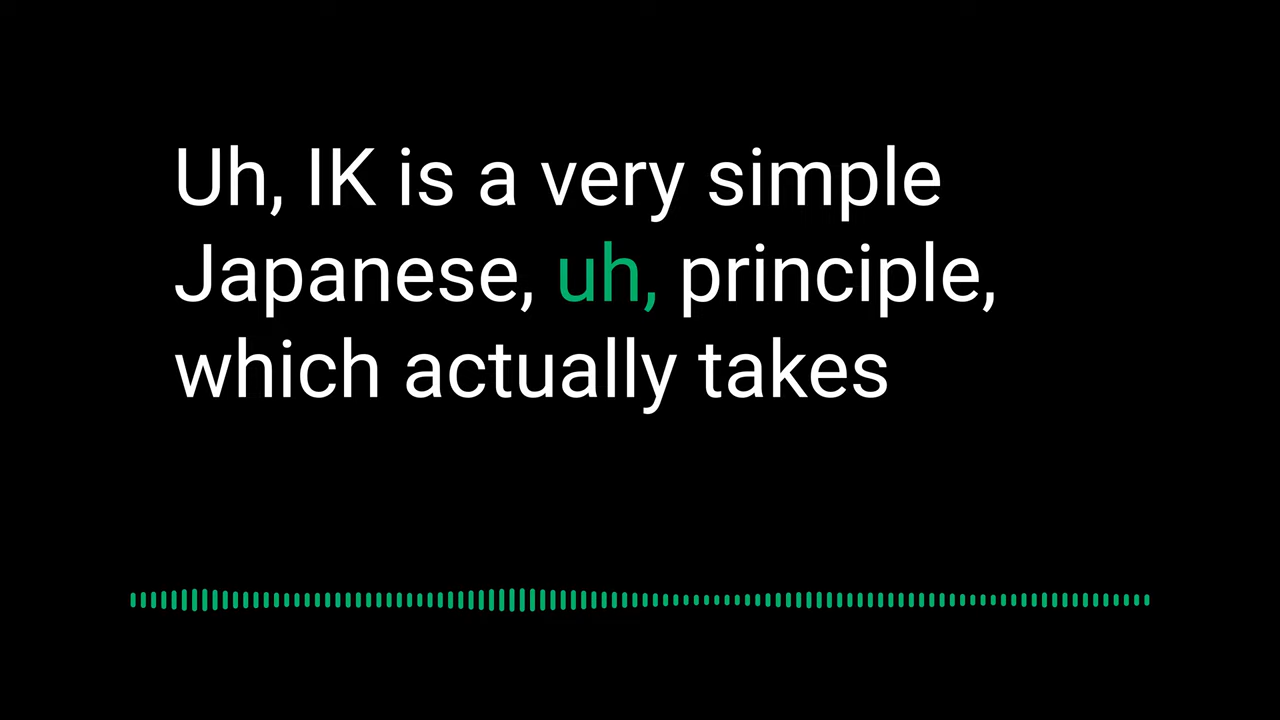 Uh, IK is a very simple
Japanese, uh, principle,
which actually takes